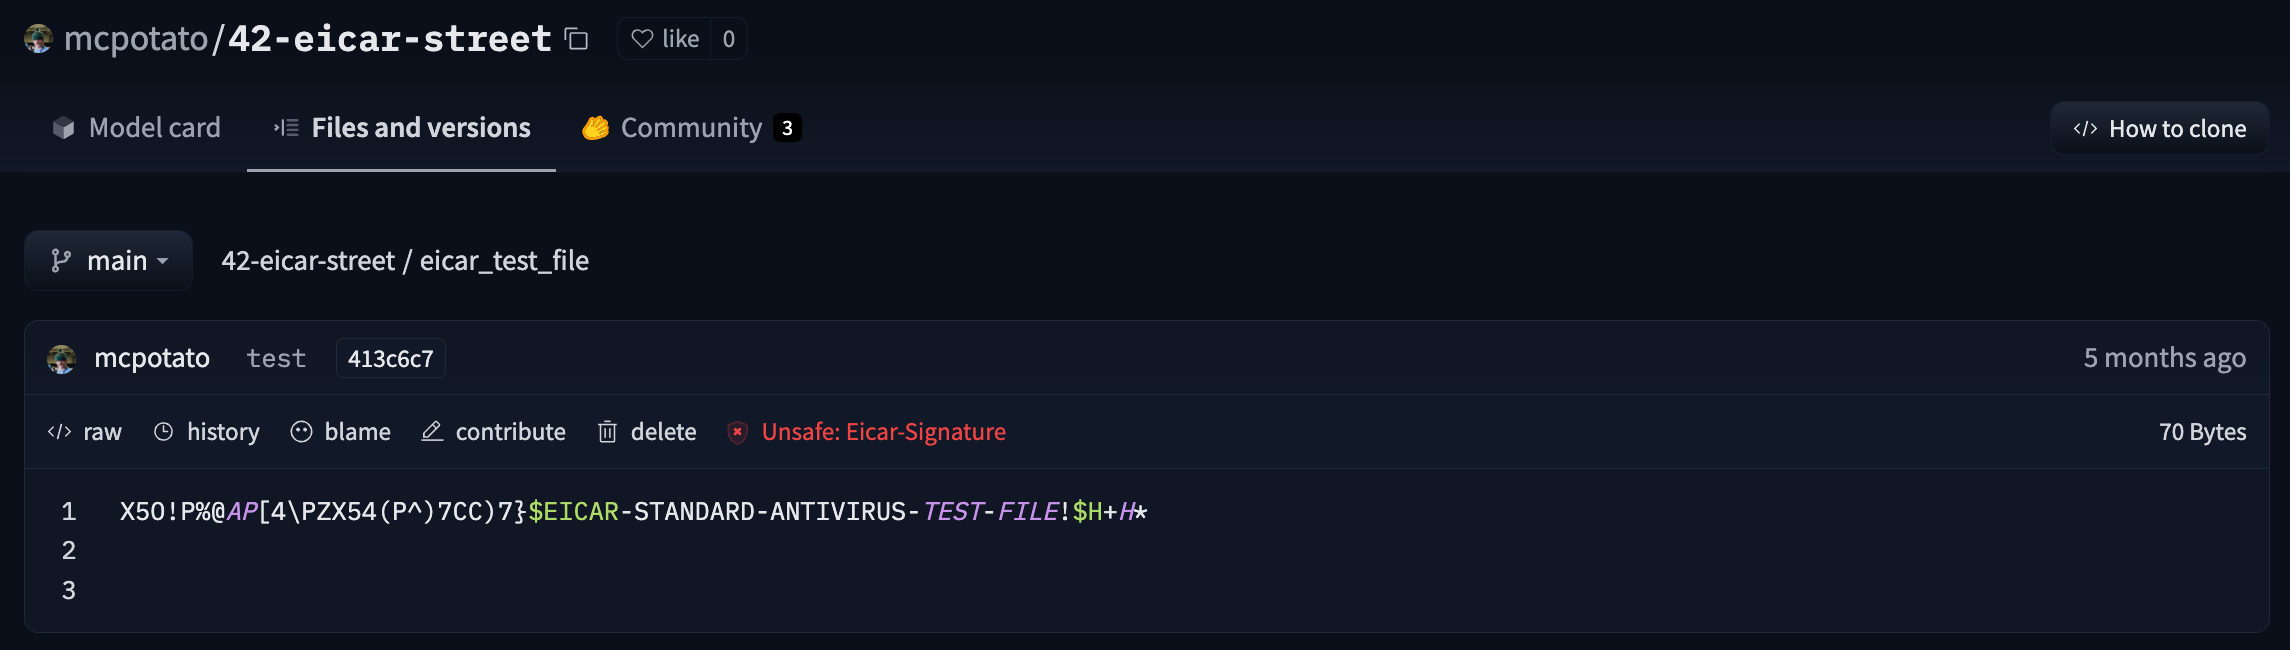 mcpotato/42-eicar-street like 0
Model card Files and versions Community 3 </> How to clone
main 42-eicar-street / eicar_test_file
mcpotato test 413c6c7 5 months ago
</> raw history blame contribute delete Unsafe: Eicar-Signature 70 Bytes
1 X5O!P%@AP[4\PZX54(P^)7CC)7}$EICAR-STANDARD-ANTIVIRUS-TEST-FILE!$H+H*
2
3